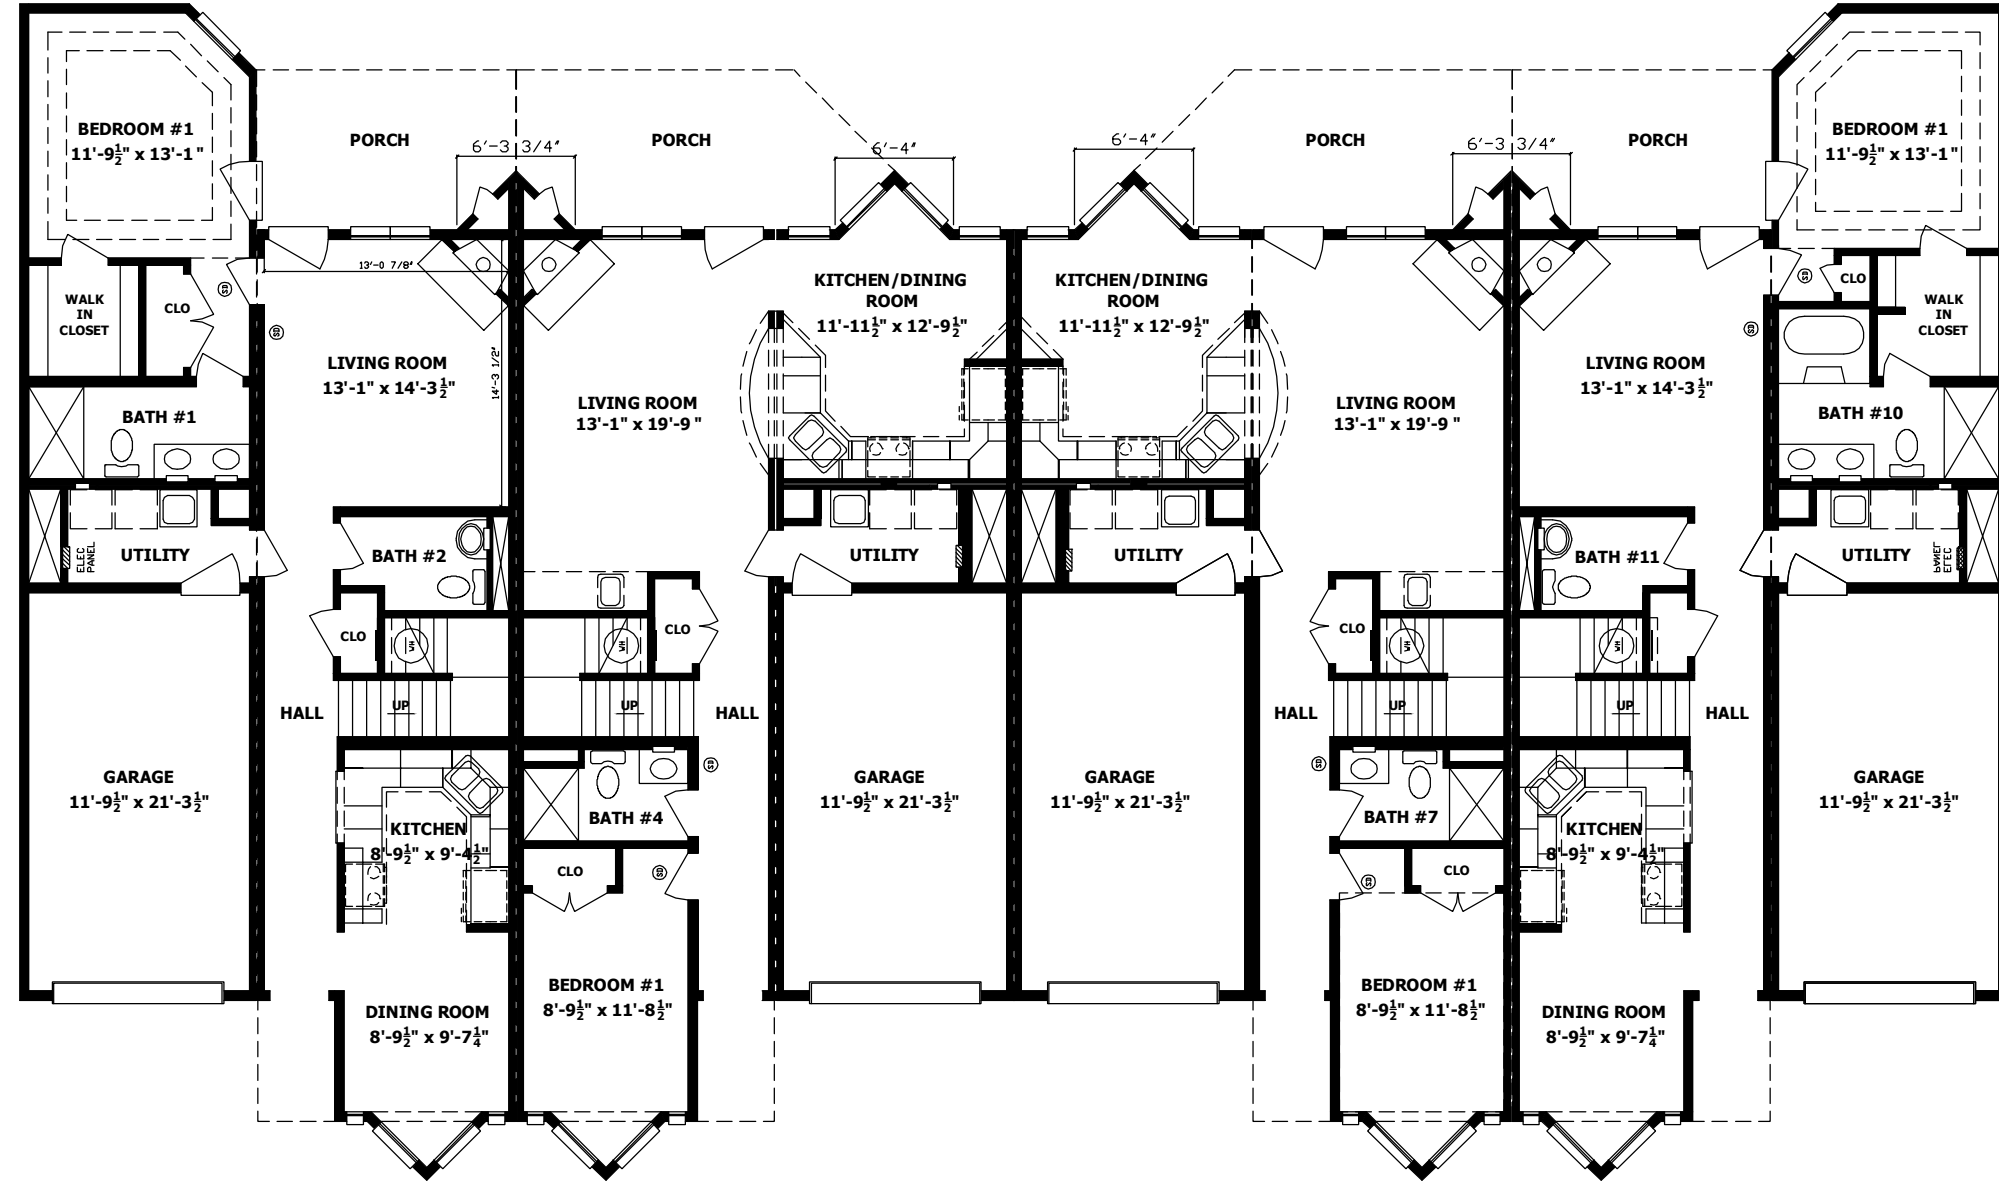 BEDROOM #1
11'-9½" x 13'-1"
PORCH
6'-3 3/4"
PORCH
6'-4"
6'-4"
PORCH
6'-3 3/4"
PORCH
BEDROOM #1
11'-9½" x 13'-1"
13'-0 7/8"
WALK
IN
CLOSET
CLO
SD
SD
LIVING ROOM
13'-1" x 14'-3½"
14'-3 1/2"
LIVING ROOM
13'-1" x 19'-9"
KITCHEN/DINING
ROOM
11'-11½" x 12'-9½"
KITCHEN/DINING
ROOM
11'-11½" x 12'-9½"
LIVING ROOM
13'-1" x 19'-9"
LIVING ROOM
13'-1" x 14'-3½"
SD
SD
CLO
WALK
IN
CLOSET
BATH #1
BATH #10
ELEC
PANEL
UTILITY
BATH #2
UTILITY
UTILITY
BATH #11
UTILITY
ELEC
PANEL
CLO
WH
WH
CLO
CLO
WH
WH
HALL
UP
UP
HALL
HALL
UP
UP
HALL
GARAGE
11'-9½" x 21'-3½"
KITCHEN
8'-9½" x 9'-4½"
BATH #4
SD
CLO
SD
GARAGE
11'-9½" x 21'-3½"
GARAGE
11'-9½" x 21'-3½"
SD
BATH #7
SD
CLO
KITCHEN
8'-9½" x 9'-4½"
GARAGE
11'-9½" x 21'-3½"
DINING ROOM
8'-9½" x 9'-7¼"
BEDROOM #1
8'-9½" x 11'-8½"
BEDROOM #1
8'-9½" x 11'-8½"
DINING ROOM
8'-9½" x 9'-7¼"